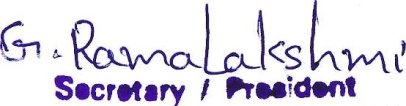 G. RamaLakshmi
Secretary / President